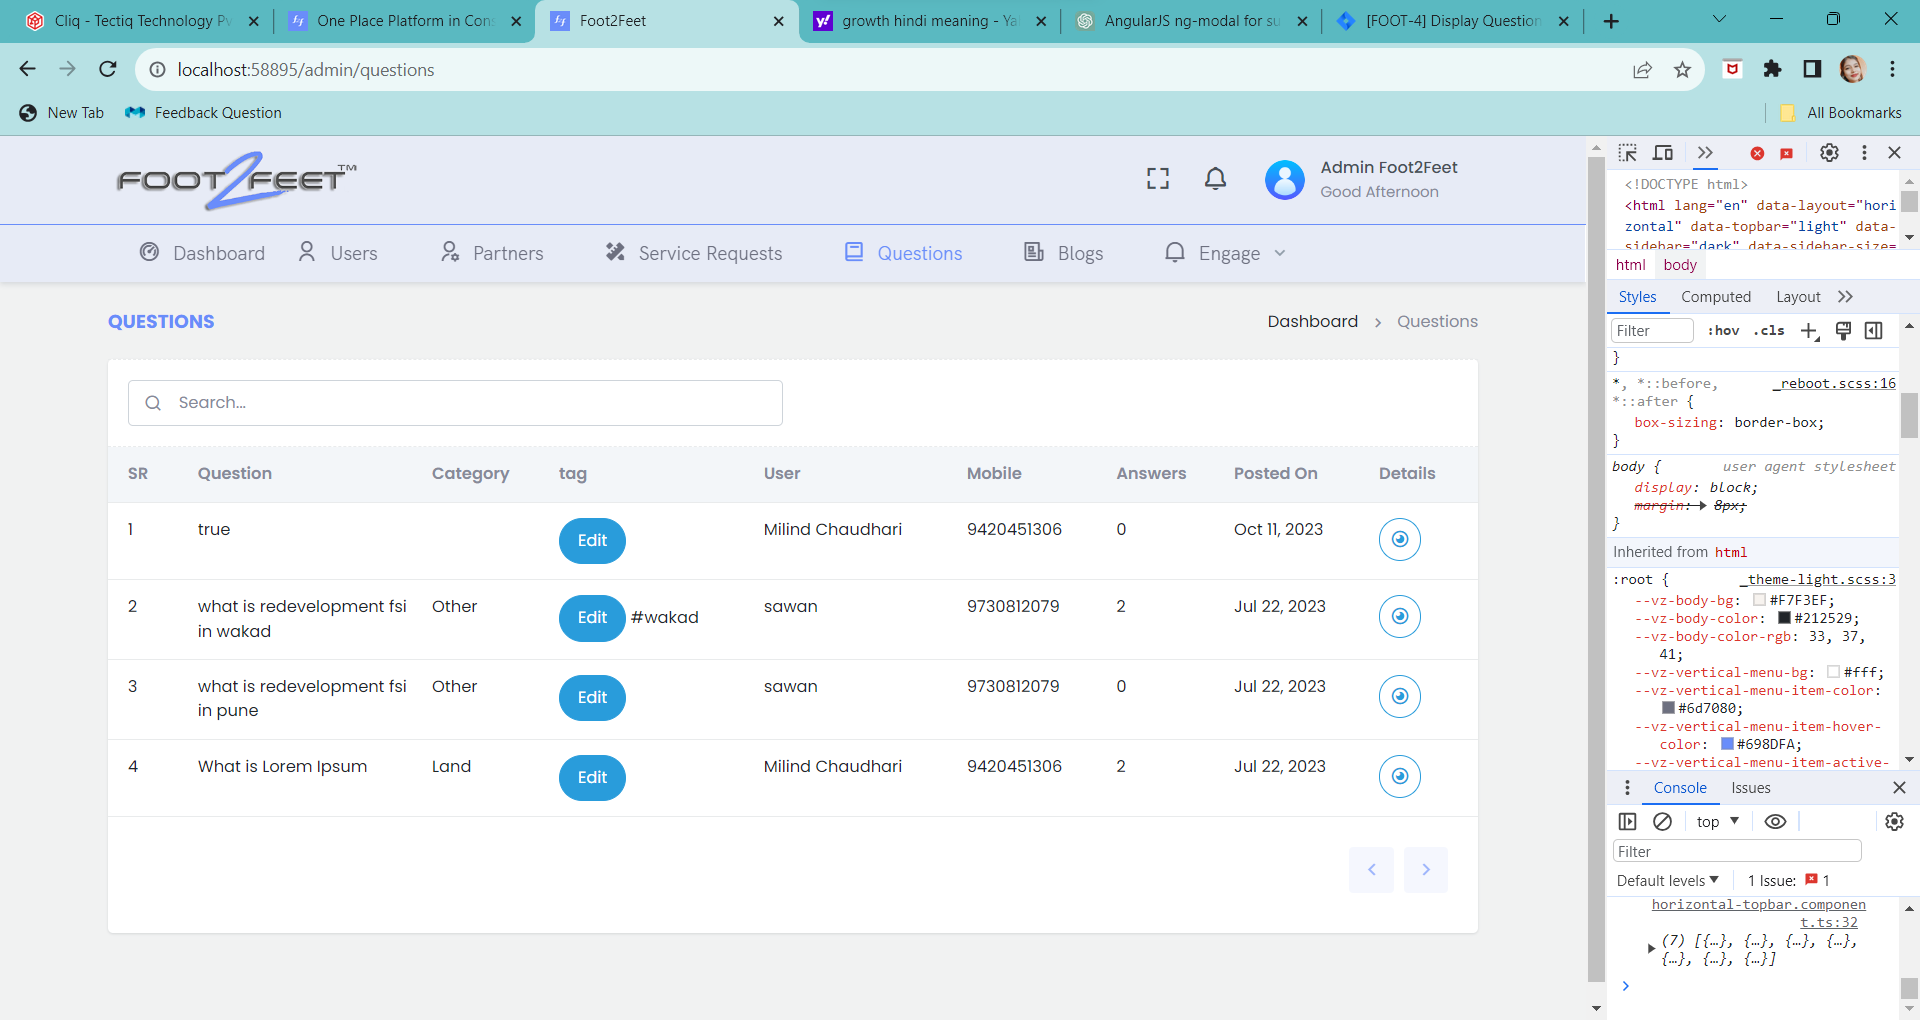 Cliq - Tectiq Technology Pv
One Place Platform in Cons
Foot2Feet
growth hindi meaning - Ya
AngularJS ng-modal for su
[FOOT-4] Display Question
localhost:58895/admin/questions
New Tab
Feedback Question
All Bookmarks
FOOT2FEET™
Admin Foot2Feet
Good Afternoon
Dashboard
Users
Partners
Service Requests
Questions
Blogs
Engage
QUESTIONS
Dashboard > Questions
Search...
SR Question Category tag User Mobile Answers Posted On Details
1 true Edit Milind Chaudhari 9420451306 0 Oct 11, 2023
2 what is redevelopment fsi Other Edit #wakad sawan 9730812079 2 Jul 22, 2023
in wakad
3 what is redevelopment fsi Other Edit sawan 9730812079 0 Jul 22, 2023
in pune
4 What is Lorem Ipsum Land Edit Milind Chaudhari 9420451306 2 Jul 22, 2023
<!DOCTYPE html>
<html lang="en" data-layout="hori
zontal" data-topbar="light" data-
sidebar="dark" data-sidebar-size=
html body
Styles Computed Layout
Filter :hov .cls
}
*, *::before, _reboot.scss:16
*::after {
box-sizing: border-box;
}
body { user agent stylesheet
display: block;
margin: 8px;
}
Inherited from html
:root { _theme-light.scss:3
--vz-body-bg: #F7F3EF;
--vz-body-color: #212529;
--vz-body-color-rgb: 33, 37,
41;
--vz-vertical-menu-bg: #fff;
--vz-vertical-menu-item-color:
#6d7080;
--vz-vertical-menu-item-hover-
color: #698DFA;
--vz-vertical-menu-item-active-
Console Issues
top
Filter
Default levels 1 Issue: 1
horizontal-topbar.componen
t.ts:32
(7) [{…}, {…}, {…}, {…},
{…}, {…}, {…}]